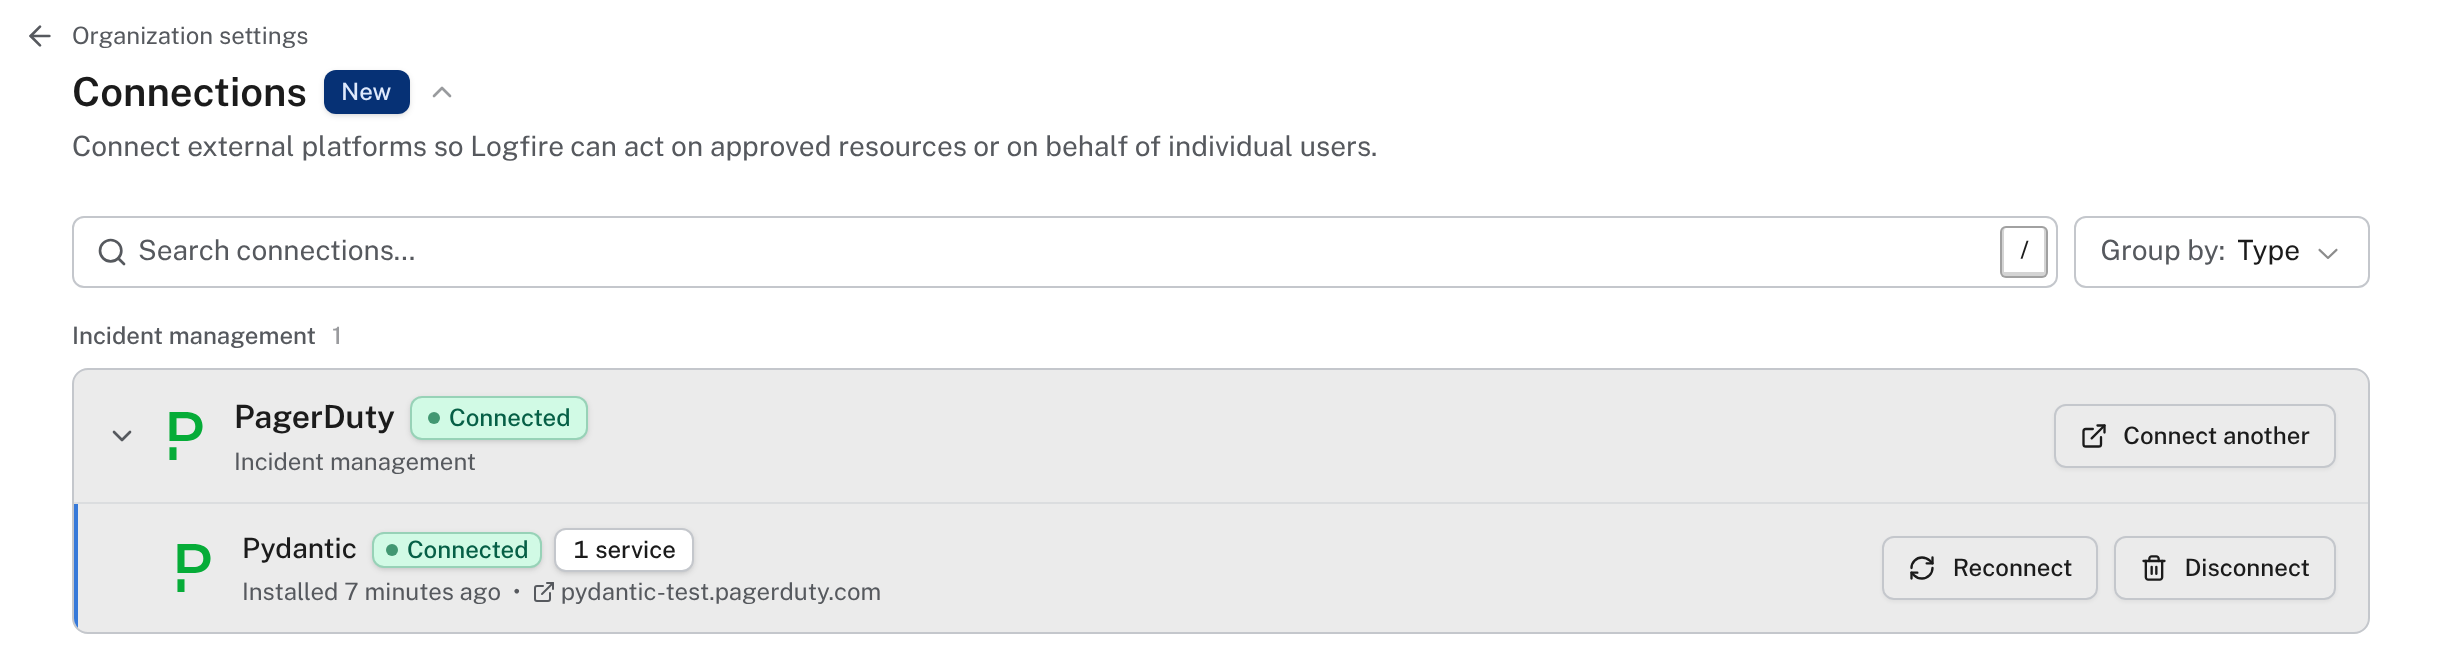 Organization settings
Connections New
Connect external platforms so Logfire can act on approved resources or on behalf of individual users.
Search connections... /
Group by: Type
Incident management 1
PagerDuty Connected
Incident management
Connect another
Pydantic Connected 1 service
Installed 7 minutes ago • pydantic-test.pagerduty.com
Reconnect
Disconnect